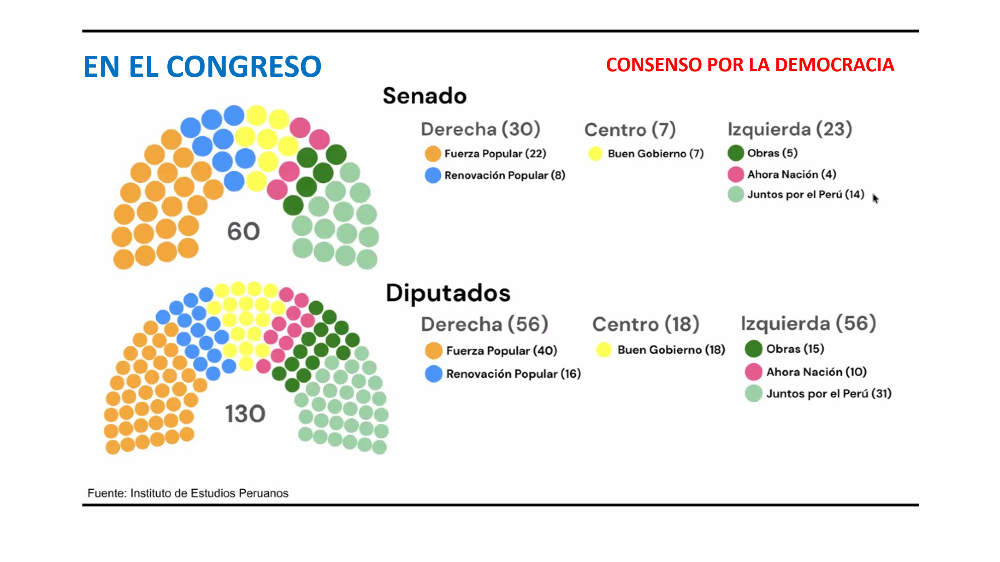 EN EL CONGRESO
CONSENSO POR LA DEMOCRACIA
Senado
Derecha (30)
Fuerza Popular (22)
Renovación Popular (8)
Centro (7)
Buen Gobierno (7)
Izquierda (23)
Obras (5)
Ahora Nación (4)
Juntos por el Perú (14)
60
Diputados
Derecha (56)
Fuerza Popular (40)
Renovación Popular (16)
Centro (18)
Buen Gobierno (18)
Izquierda (56)
Obras (15)
Ahora Nación (10)
Juntos por el Perú (31)
130
Fuente: Instituto de Estudios Peruanos